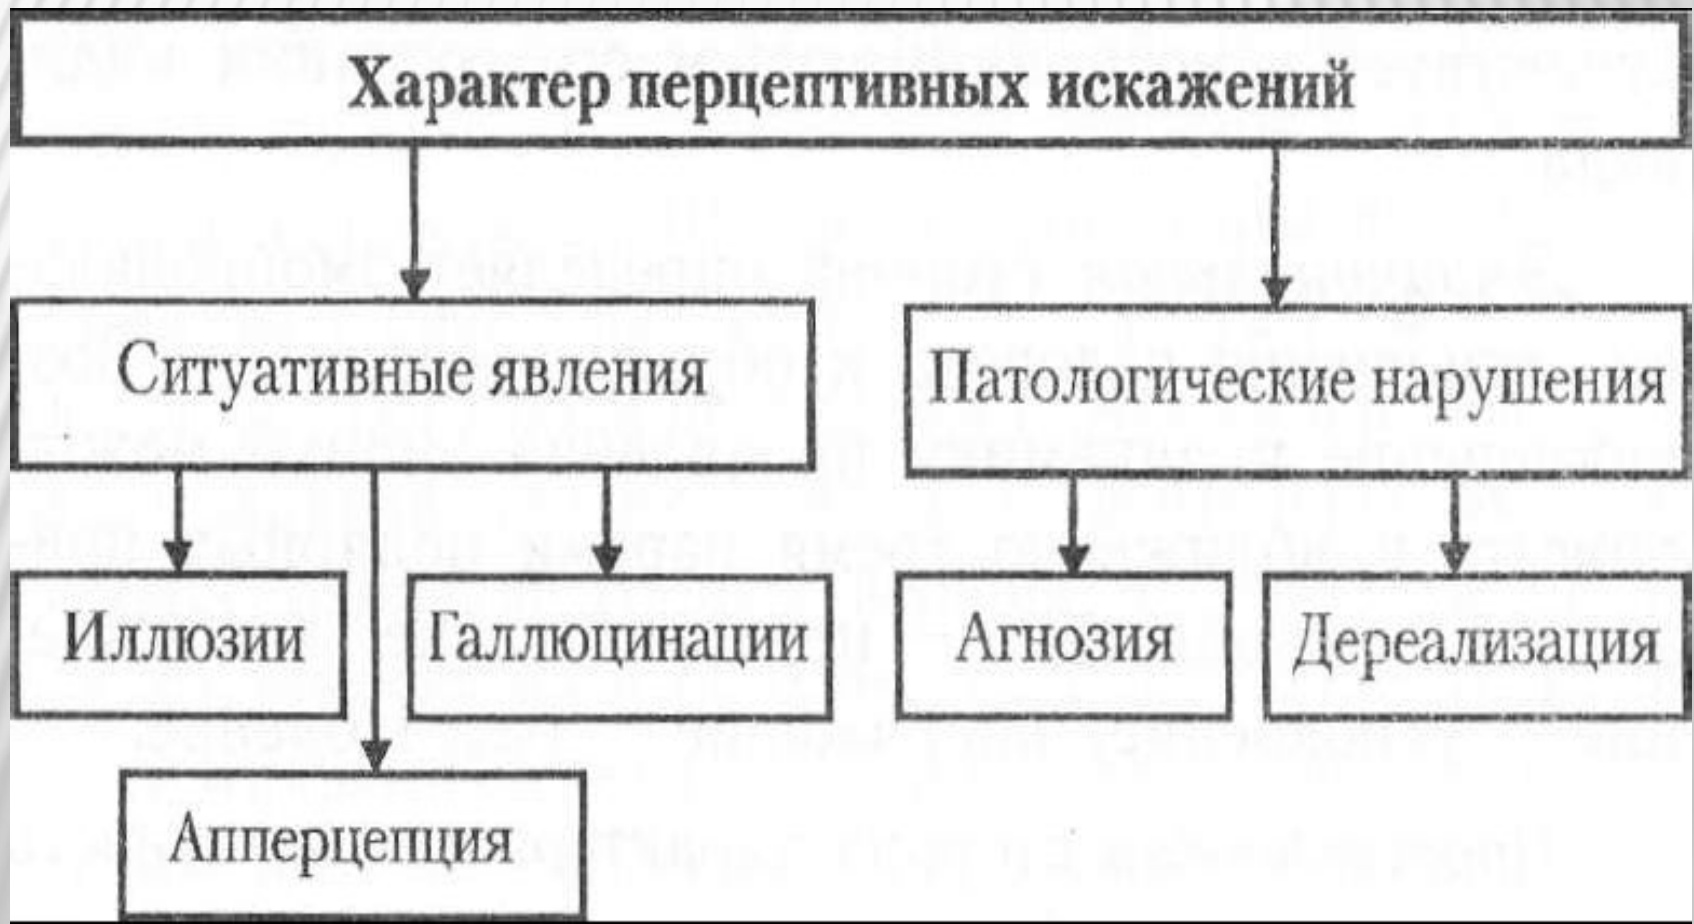 Характер перцептивных искажений
Ситуативные явления
Патологические нарушения
Иллюзии
Галлюцинации
Агнозия
Дереализация
Апперцепция